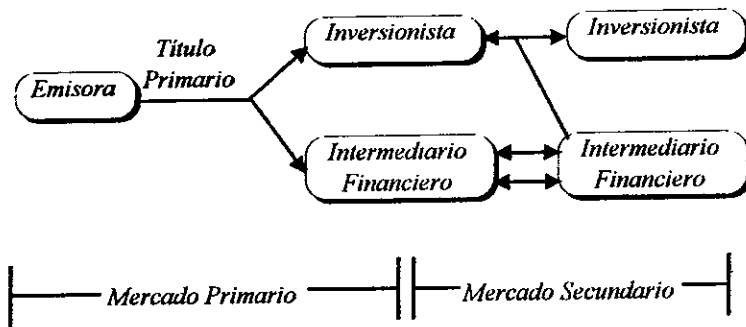 Título
Primario
Emisora
Inversionista
Inversionista
Intermediario
Financiero
Intermediario
Financiero
Mercado Primario
Mercado Secundario